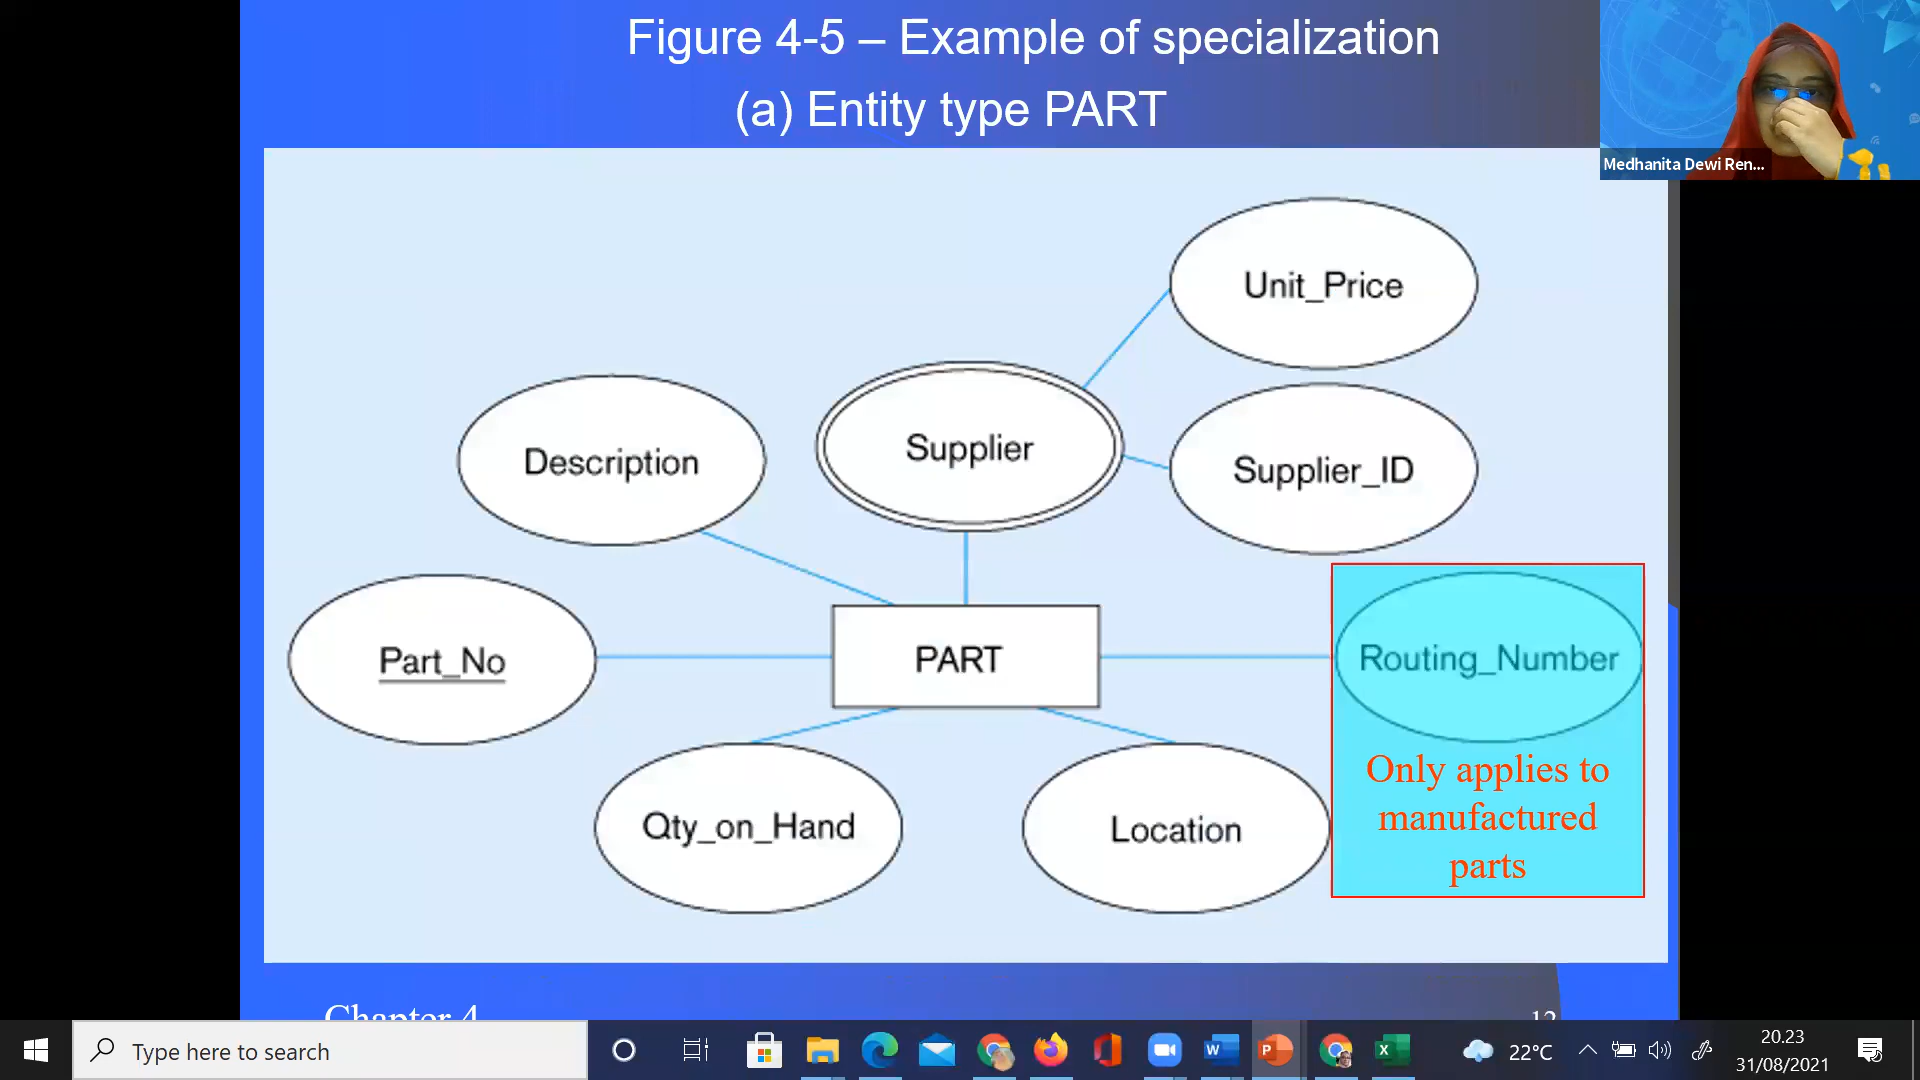 Figure 4-5 – Example of specialization
(a) Entity type PART
Medhanita Dewi Ren...
Unit_Price
Supplier
Description
Supplier_ID
Part_No
PART
Routing_Number
Only applies to
manufactured
parts
Qty_on_Hand
Location
Chapter 4
12
Type here to search
22°C
20.23
31/08/2021